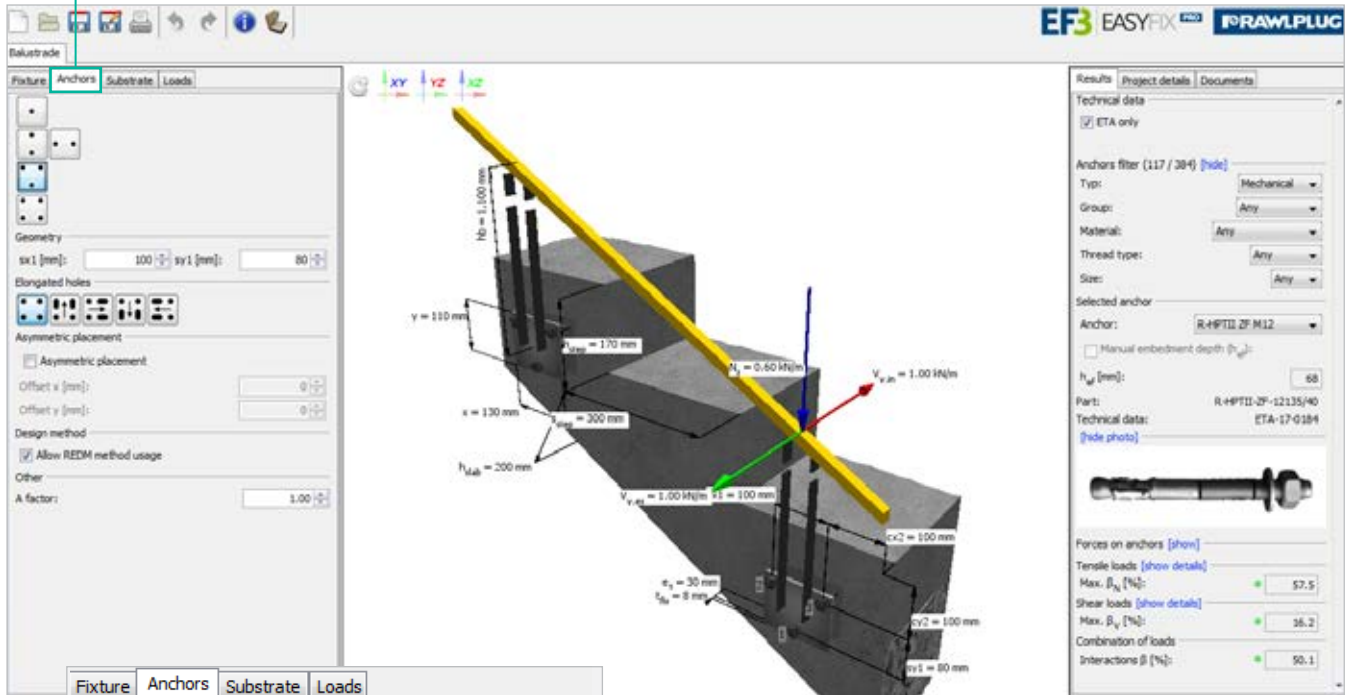 EF3 EASYFIX PRO RAWLPLUG
Balustrade
Fixture Anchors Substrate Loads
Geometry
sx1 [mm]: 100 sy1 [mm]: 80
Elongated holes
Asymmetric placement
Asymmetric placement
Offset x [mm]: 0
Offset y [mm]: 0
Design method
Allow REDM method usage
Other
A factor: 1.00
Fixture Anchors Substrate Loads
XY YZ XZ
hb = 1.100 mm
y = 110 mm
hstep = 170 mm
Nj = 0.60 kN/m
Vv,in = 1.00 kN/m
x = 130 mm
sstep = 300 mm
hslab = 200 mm
Vv,ex = 1.00 kN/m
x1 = 100 mm
cx2 = 100 mm
es = 30 mm
tfix = 8 mm
3
2
1
cy2 = 100 mm
sy1 = 80 mm
Results Project details Documents
Technical data
ETA only
Anchors filter (117 / 384) [hide]
Typ: Mechanical
Group: Any
Material: Any
Thread type: Any
Size: Any
Selected anchor
Anchor: R-HPTII ZF M12
Manual embedment depth (hef):
hef [mm]: 68
Part: R-HPTII-ZF-12135/40
Technical data: ETA-17-0184
[hide photo]
Forces on anchors [show]
Tensile loads [show details]
Max. βN [%]: 57.5
Shear loads [show details]
Max. βV [%]: 16.2
Combination of loads
Interactions β [%]: 50.1